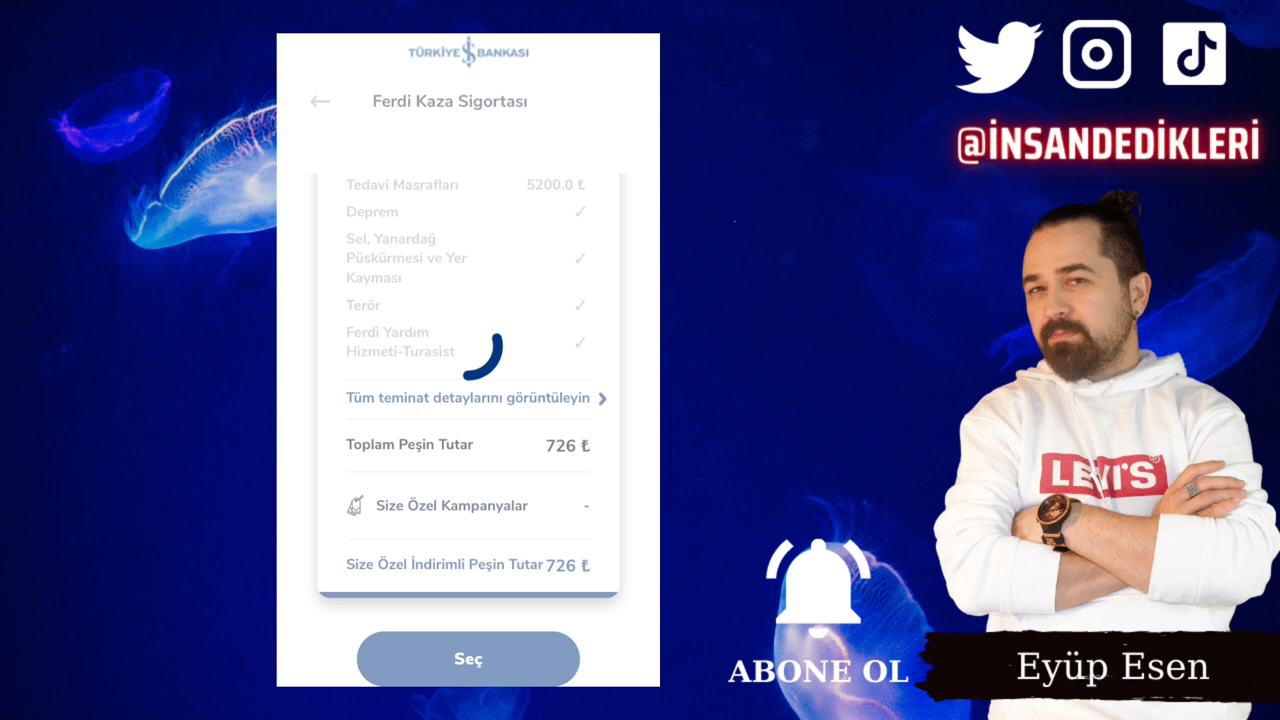 TÜRKİYE İŞ BANKASI
Ferdi Kaza Sigortası
Tedavi Masrafları 5200.0 ₺
Deprem ✓
Sel, Yanardağ
Püskürmesi ve Yer ✓
Kayması
Terör ✓
Ferdi Yardım
Hizmeti-Turasist ✓
Tüm teminat detaylarını görüntüleyin
Toplam Peşin Tutar 726 ₺
Size Özel Kampanyalar -
Size Özel İndirimli Peşin Tutar 726 ₺
Seç
@İNSANDEDİKLERİ
LEVI'S
ABONE OL
Eyüp Esen